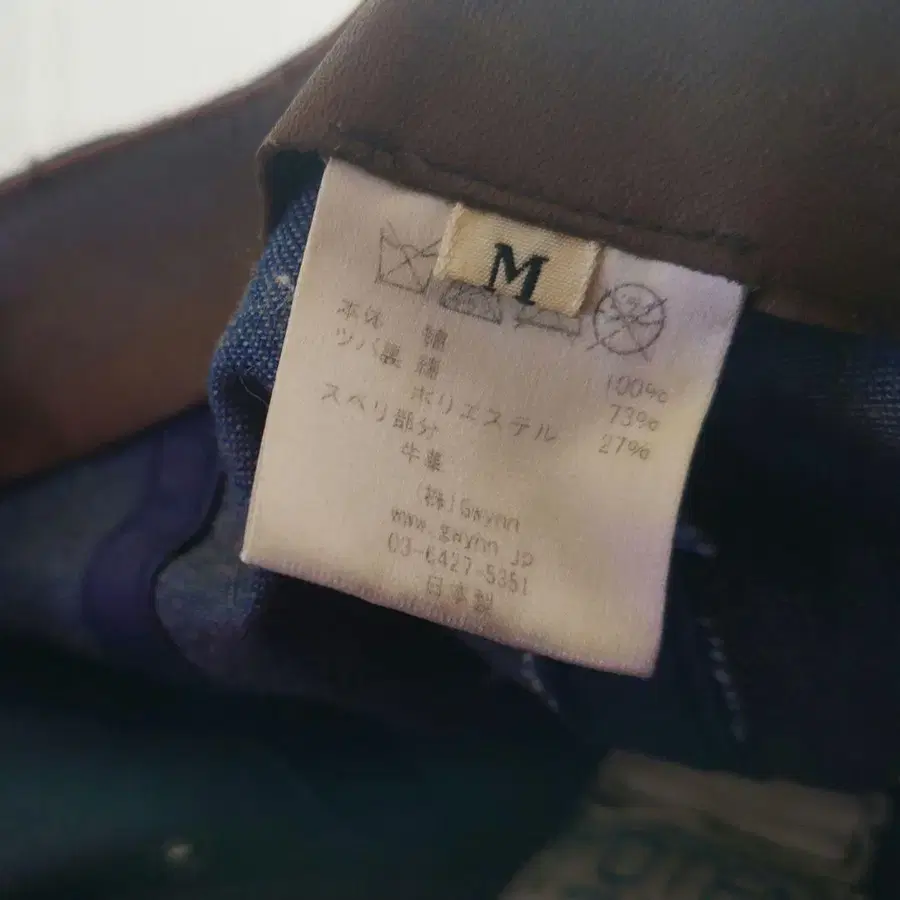 M
本体 綿 100%
ツバ裏 綿 73%
ポリエステル 27%
スベリ部分
牛革
(株)Gwynn
www.gwynn.jp
03-6427-5351
日本製